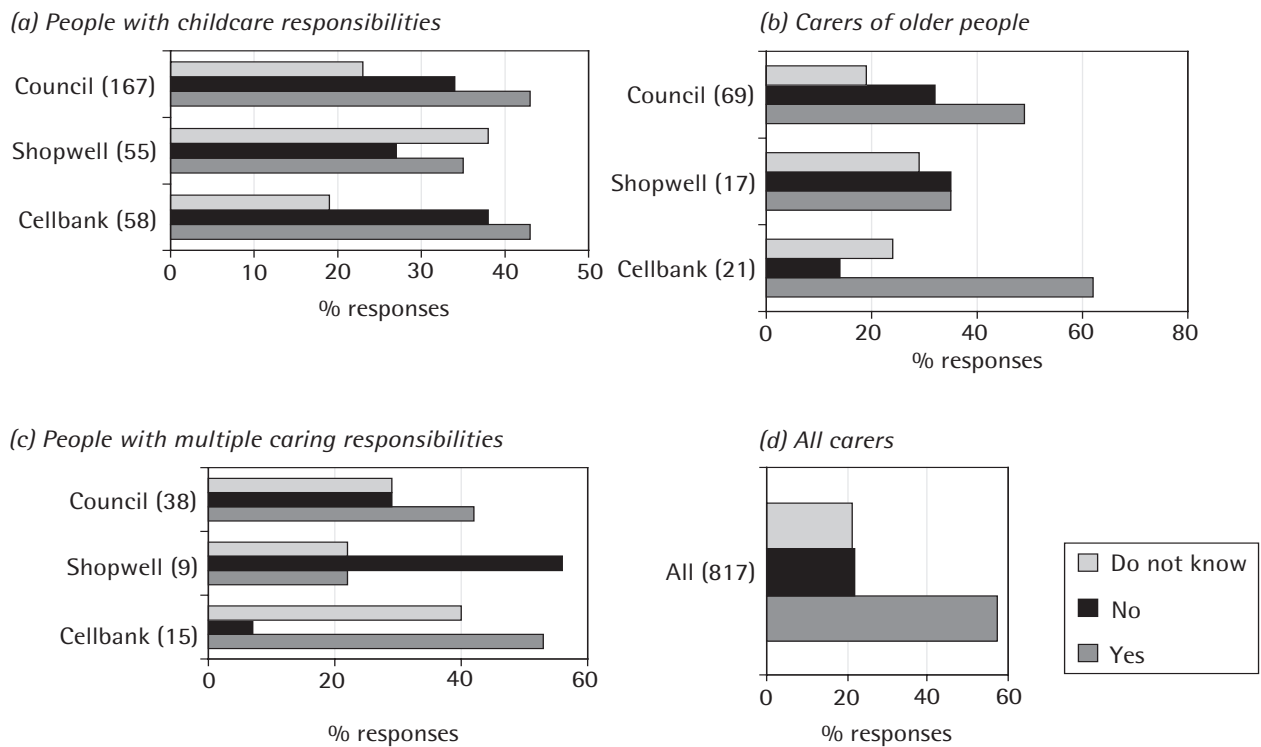 (a) People with childcare responsibilities
Council (167)
Shopwell (55)
Cellbank (58)
0 10 20 30 40 50
% responses
(b) Carers of older people
Council (69)
Shopwell (17)
Cellbank (21)
0 20 40 60 80
% responses
(c) People with multiple caring responsibilities
Council (38)
Shopwell (9)
Cellbank (15)
0 20 40 60
% responses
(d) All carers
All (817)
0 20 40 60
% responses
Do not know
No
Yes